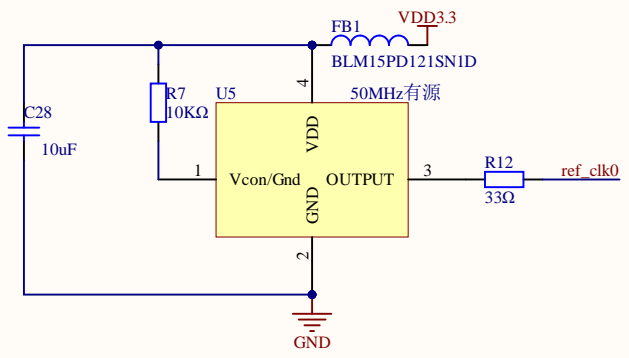 FB1
VDD3.3
BLM15PD121SN1D
C28
10uF
R7
10KΩ
U5
50MHz有源
4
VDD
1
Vcon/Gnd
OUTPUT
3
R12
33Ω
ref_clk0
GND
2
GND